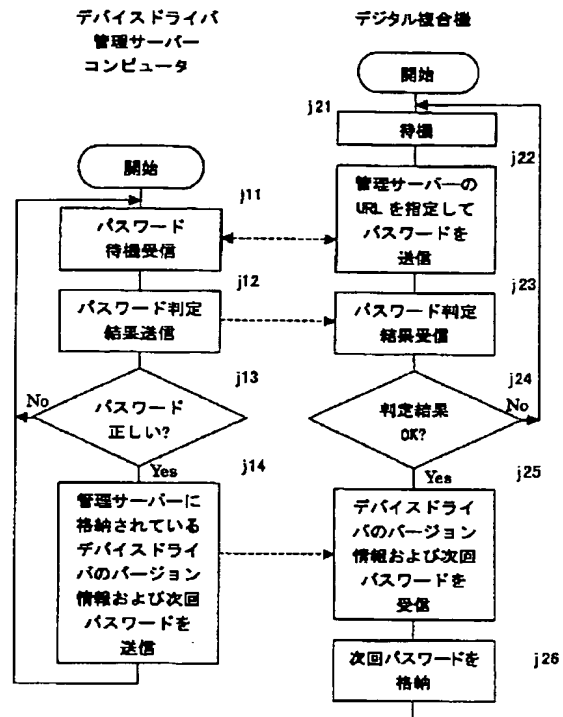 デバイスドライバ
管理サーバー
コンピュータ
開始
j11
パスワード
待機受信
j12
パスワード判定
結果送信
j13
No
パスワード
正しい?
Yes
j14
管理サーバーに
格納されている
デバイスドライ
バのバージョン
情報および次回
パスワードを
送信
デジタル複合機
開始
j21
待機
j22
管理サーバーの
URLを指定して
パスワードを
送信
j23
パスワード判定
結果受信
j24
判定結果
OK?
No
Yes
j25
デバイスドライ
バのバージョン
情報および次回
パスワードを
受信
j26
次回パスワードを
格納